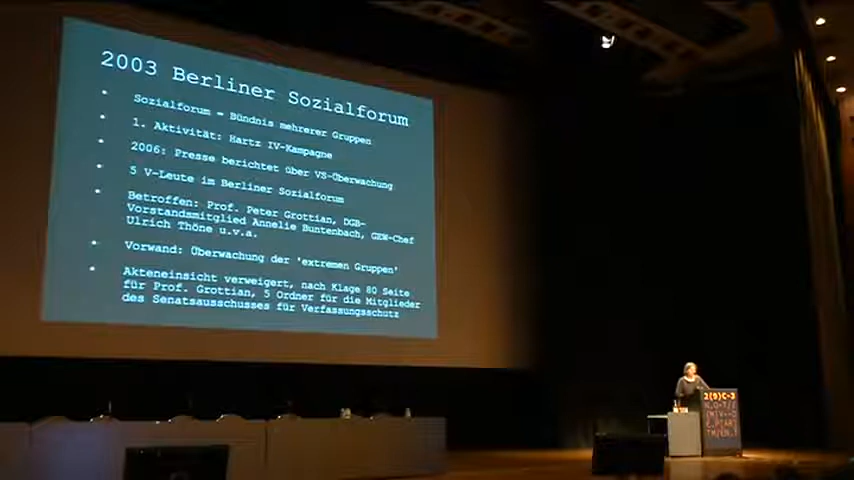 2003 Berliner Sozialforum
• Sozialforum = Bündnis mehrerer Gruppen
• 1. Aktivität: Hartz IV-Kampagne
• 2006: Presse berichtet über VS-Überwachung
• 5 V-Leute im Berliner Sozialforum
• Betroffen: Prof. Peter Grottian, DGB-
Vorstandsmitglied Annelie Buntenbach, GEW-Chef
Ulrich Thöne u.v.a.
• Vorwand: Überwachung der 'extremen Gruppen'
• Akteneinsicht verweigert, nach Klage 80 Seite
für Prof. Grottian, 5 Ordner für die Mitglieder
des Senatsausschusses für Verfassungsschutz
2(9)C-3